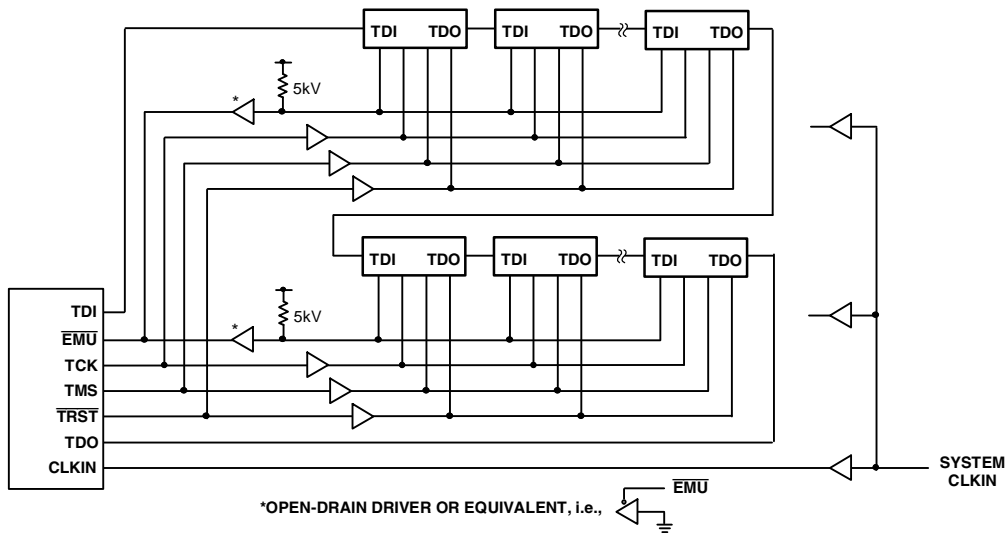 TDI TDO TDI TDO TDI TDO
5kV
*
TDI TDO TDI TDO TDI TDO
5kV
*
TDI
EMU
TCK
TMS
TRST
TDO
CLKIN
SYSTEM
CLKIN
EMU
*OPEN-DRAIN DRIVER OR EQUIVALENT, i.e.,